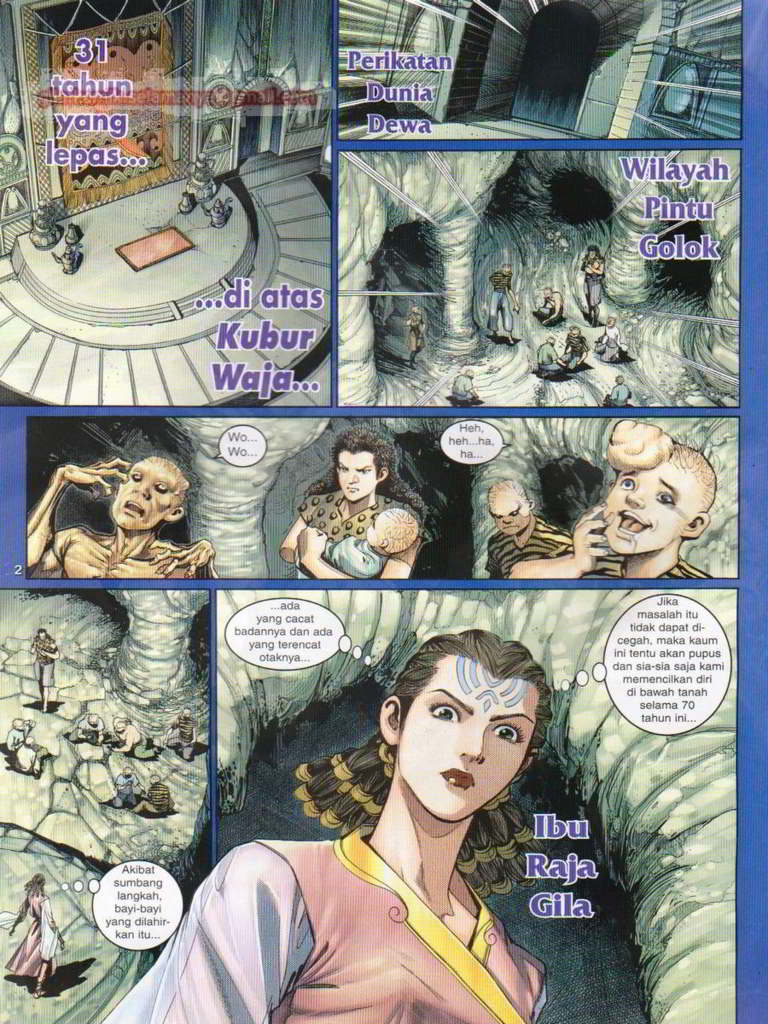 31
tahun
yang
lepas...
...di atas
Kubur
Waja...
Perikatan
Dunia
Dewa
Wilayah
Pintu
Golok
Wo...
Wo...
Heh,
heh...ha,
ha...
2
Akibat
sumbang
langkah,
bayi-bayi
yang dilahir-
kan itu...
...ada
yang cacat
badannya dan ada
yang terencat
otaknya...
Jika
masalah itu
tidak dapat di-
cegah, maka kaum
ini tentu akan pupus
dan sia-sia saja kami
memencilkan diri
di bawah tanah
selama 70
tahun ini...
Ibu
Raja
Gila